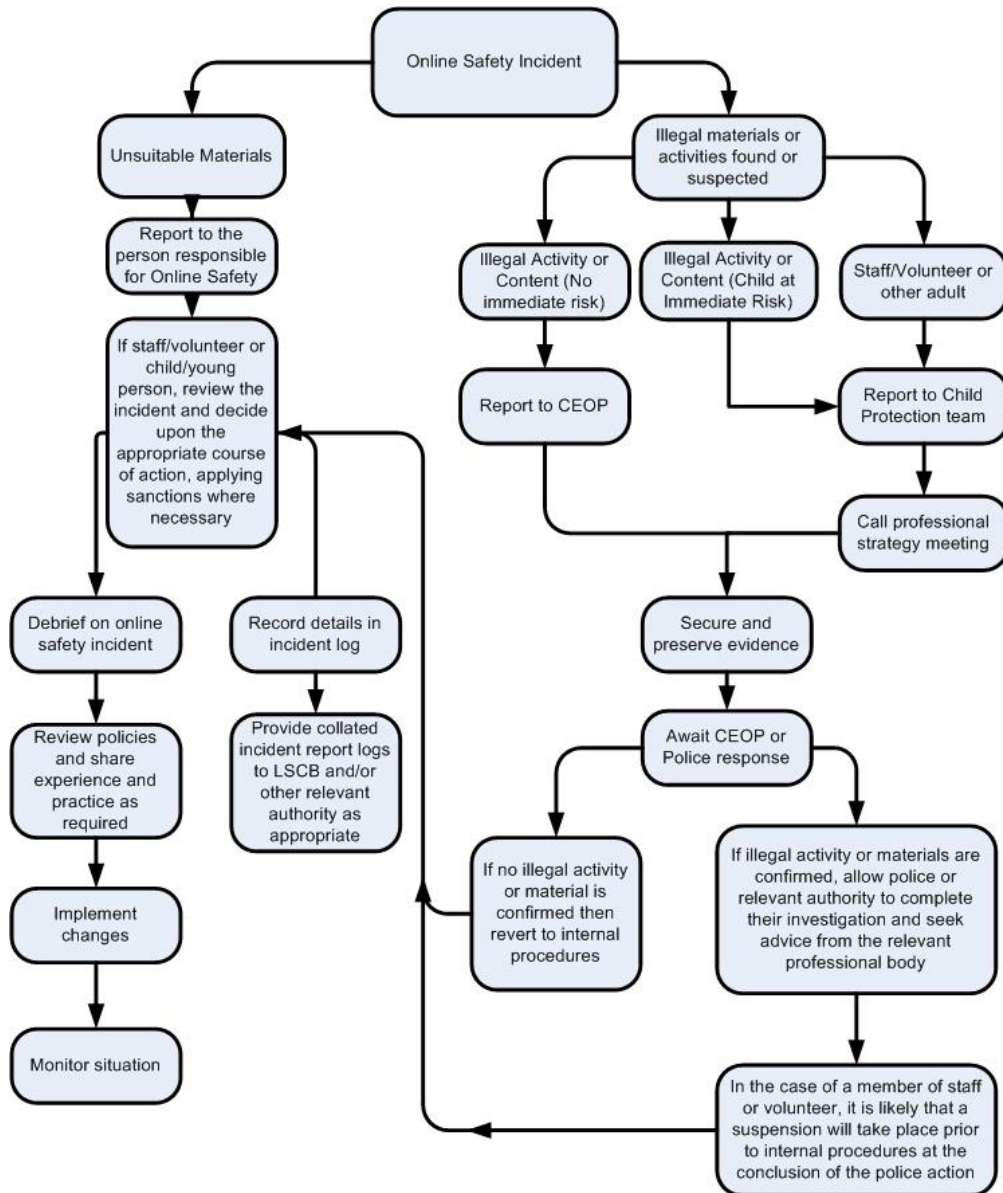 Online Safety Incident
Unsuitable Materials
Illegal materials or
activities found or
suspected
Report to the
person responsible
for Online Safety
Illegal Activity or
Content (No
immediate risk)
Illegal Activity or
Content (Child at
Immediate Risk)
Staff/Volunteer or
other adult
If staff/volunteer or
child/young
person, review the
incident and decide
upon the
appropriate course
of action, applying
sanctions where
necessary
Report to CEOP
Report to Child
Protection team
Call professional
strategy meeting
Debrief on online
safety incident
Record details in
incident log
Secure and
preserve evidence
Review policies
and share
experience and
practice as
required
Provide collated
incident report logs
to LSCB and/or
other relevant
authority as
appropriate
Await CEOP or
Police response
If no illegal activity
or material is
confirmed then
revert to internal
procedures
If illegal activity or materials are
confirmed, allow police or
relevant authority to complete
their investigation and seek
advice from the relevant
professional body
Implement
changes
Monitor situation
In the case of a member of staff
or volunteer, it is likely that a
suspension will take place prior
to internal procedures at the
conclusion of the police action